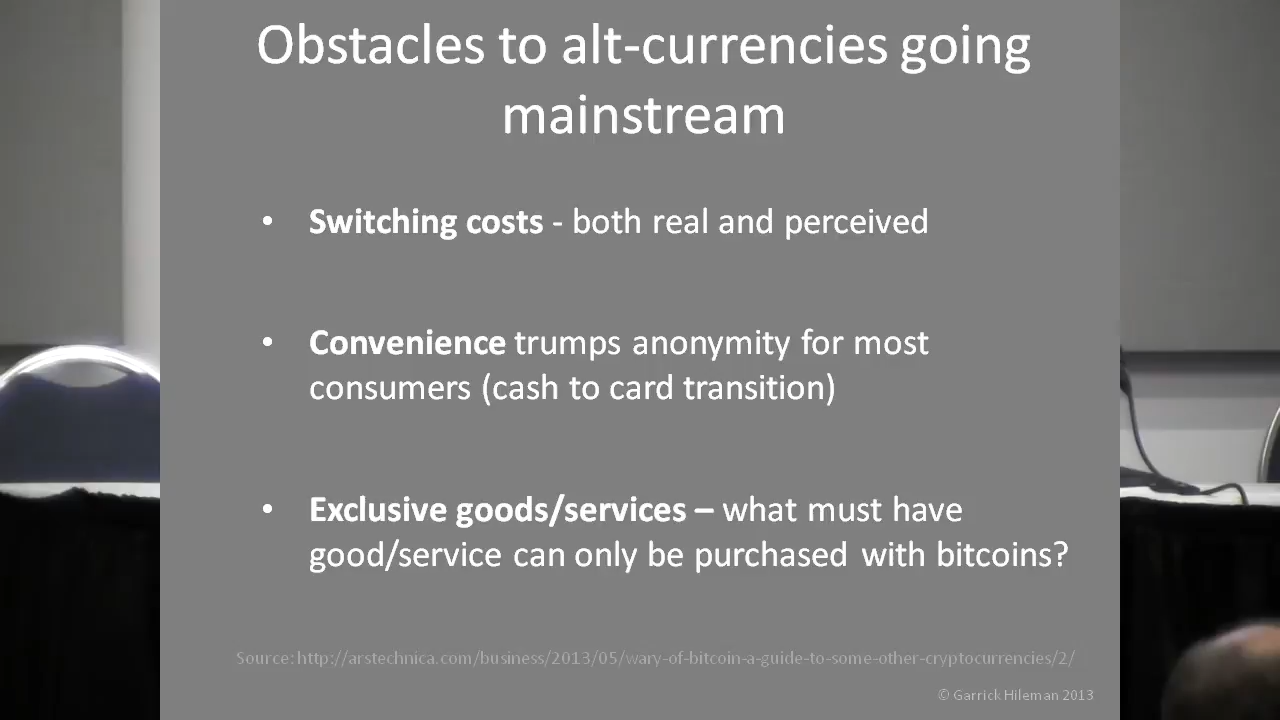 Obstacles to alt-currencies going
mainstream
• Switching costs - both real and perceived
• Convenience trumps anonymity for most
consumers (cash to card transition)
• Exclusive goods/services – what must have
good/service can only be purchased with bitcoins?
Source: http://arstechnica.com/business/2013/05/wary-of-bitcoin-a-guide-to-some-other-cryptocurrencies/2/
© Garrick Hileman 2013